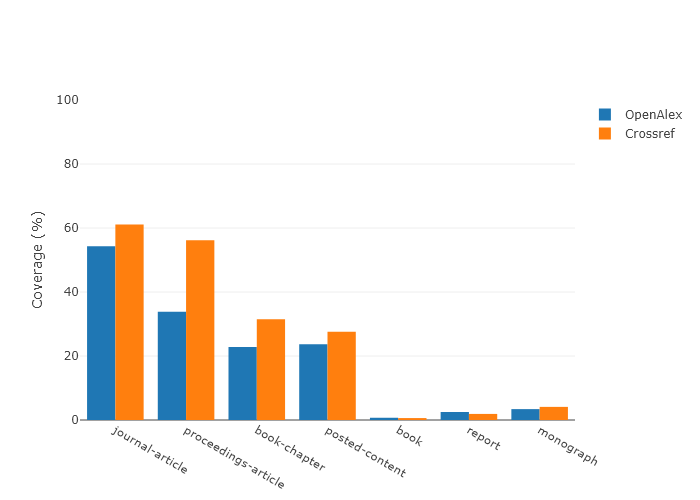 100
80
60
40
20
0
Coverage (%)
OpenAlex
Crossref
journal-article
proceedings-article
book-chapter
posted-content
book
report
monograph